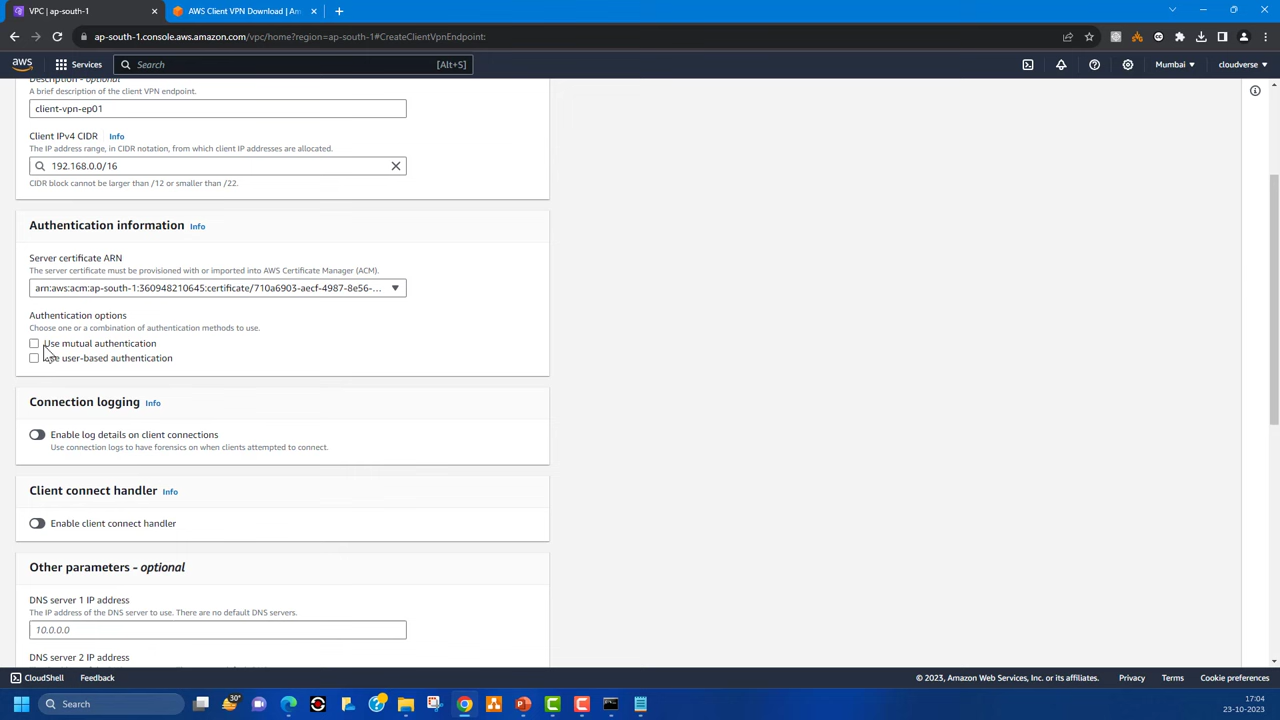 VPC | ap-south-1
AWS Client VPN Download | Am
ap-south-1.console.aws.amazon.com/vpc/home?region=ap-south-1#CreateClientVpnEndpoint:
aws
Services
Search
[Alt+S]
Mumbai
cloudverse
Description - optional
A brief description of the client VPN endpoint.
client-vpn-ep01
Client IPv4 CIDR
Info
The IP address range, in CIDR notation, from which client IP addresses are allocated.
192.168.0.0/16
CIDR block cannot be larger than /12 or smaller than /22.
Authentication information
Info
Server certificate ARN
The server certificate must be provisioned with or imported into AWS Certificate Manager (ACM).
arn:aws:acm:ap-south-1:360948210645:certificate/710a6903-aecf-4987-8e56-...
Authentication options
Choose one or a combination of authentication methods to use.
Use mutual authentication
user-based authentication
Connection logging
Info
Enable log details on client connections
Use connection logs to have forensics on when clients attempted to connect.
Client connect handler
Info
Enable client connect handler
Other parameters - optional
DNS server 1 IP address
The IP address of the DNS server to use. There are no default DNS servers.
10.0.0.0
DNS server 2 IP address
CloudShell
Feedback
© 2023, Amazon Web Services, Inc. or its affiliates.
Privacy
Terms
Cookie preferences
Search
30°
17:04
23-10-2023